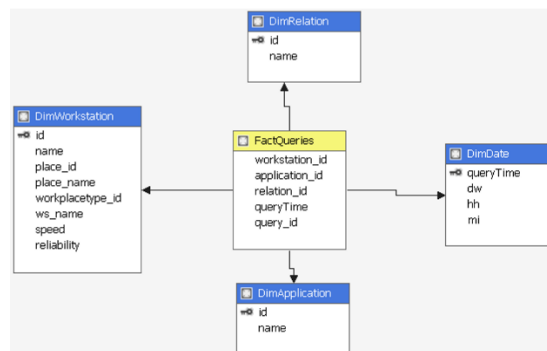 DimRelation
id
name
DimWorkstation
id
name
place_id
place_name
workplacetype_id
ws_name
speed
reliability
FactQueries
workstation_id
application_id
relation_id
queryTime
query_id
DimDate
queryTime
dw
hh
mi
DimApplication
id
name